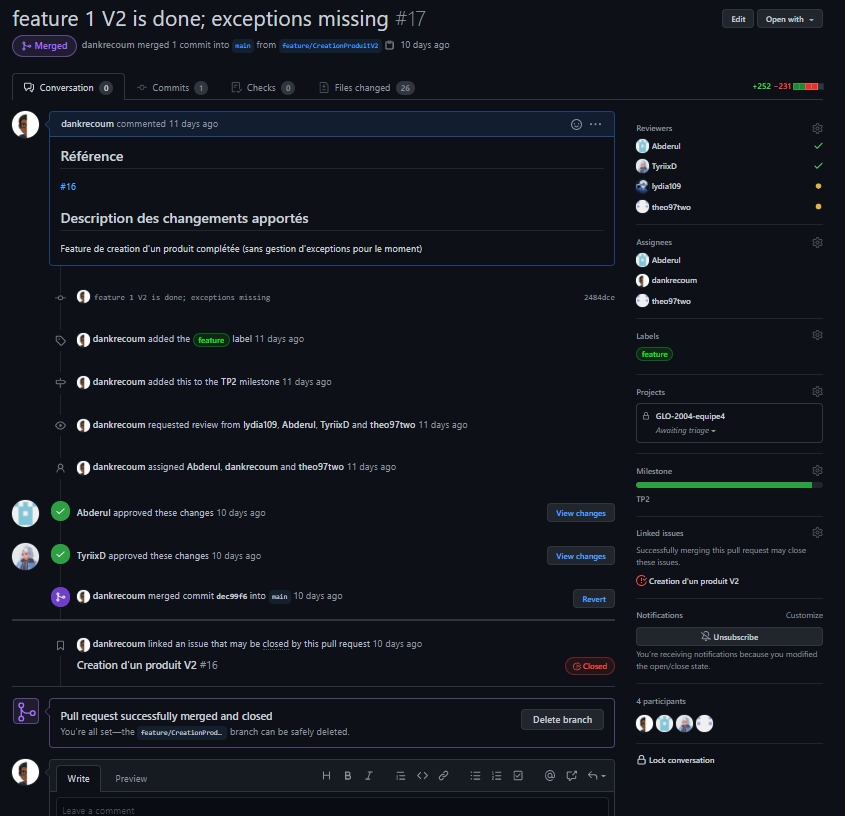 feature 1 V2 is done; exceptions missing #17
Edit
Open with
Merged
dankrecoum merged 1 commit into main from feature/CreationProduitV2 10 days ago
Conversation 0
Commits 1
Checks 0
Files changed 26
+252 −231
dankrecoum commented 11 days ago
Référence
#16
Description des changements apportés
Feature de creation d'un produit complétée (sans gestion d'exceptions pour le moment)
feature 1 V2 is done; exceptions missing
2484dce
dankrecoum added the feature label 11 days ago
dankrecoum added this to the TP2 milestone 11 days ago
dankrecoum requested review from lydia109, Abderul, TyriixD and theo97two 11 days ago
dankrecoum assigned Abderul, dankrecoum and theo97two 11 days ago
Abderul approved these changes 10 days ago
View changes
TyriixD approved these changes 10 days ago
View changes
dankrecoum merged commit dec99f6 into main 10 days ago
Revert
dankrecoum linked an issue that may be closed by this pull request 10 days ago
Creation d'un produit V2 #16
Closed
Pull request successfully merged and closed
You're all set—the feature/CreationProd… branch can be safely deleted.
Delete branch
Write
Preview
Leave a comment
Reviewers
Abderul
TyriixD
lydia109
theo97two
Assignees
Abderul
dankrecoum
theo97two
Labels
feature
Projects
GLO-2004-equipe4
Awaiting triage
Milestone
TP2
Linked issues
Successfully merging this pull request may close
these issues.
Creation d'un produit V2
Notifications
Customize
Unsubscribe
You're receiving notifications because you modified
the open/close state.
4 participants
Lock conversation